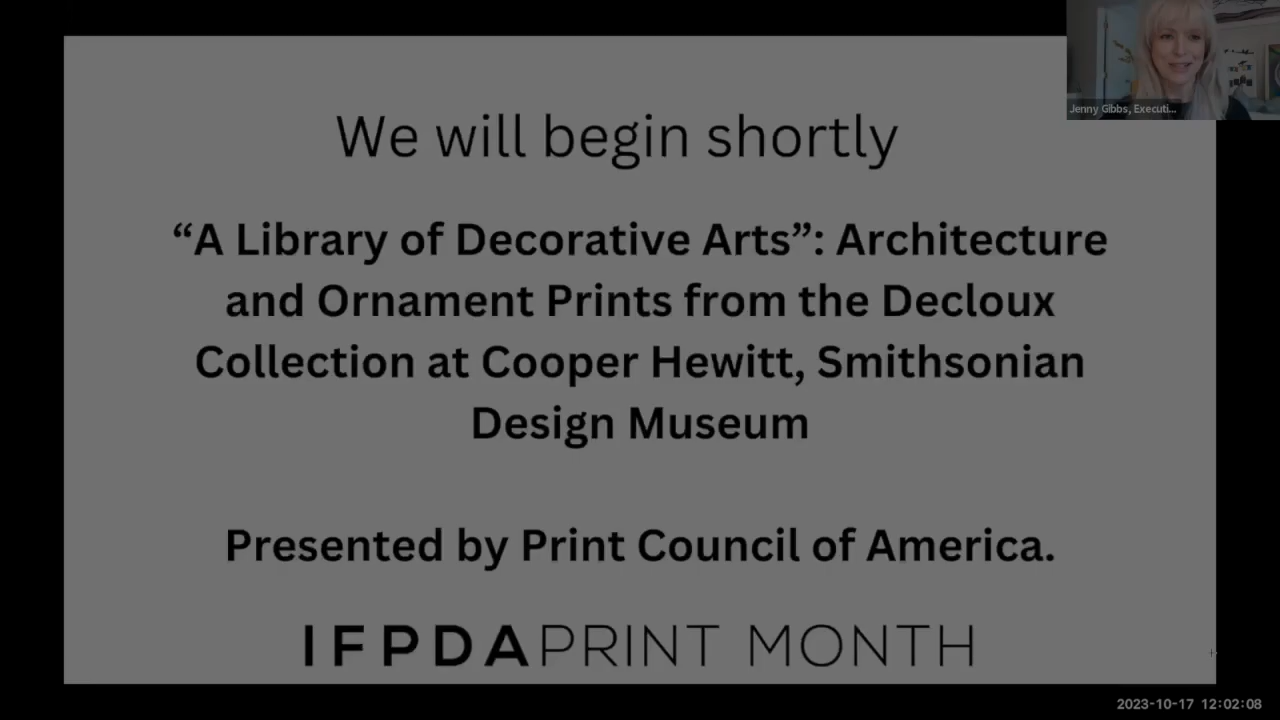 Jenny Gibbs, Executi...
We will begin shortly
“A Library of Decorative Arts”: Architecture
and Ornament Prints from the Decloux
Collection at Cooper Hewitt, Smithsonian
Design Museum
Presented by Print Council of America.
IFPDA PRINT MONTH
2023-10-17 12:02:08